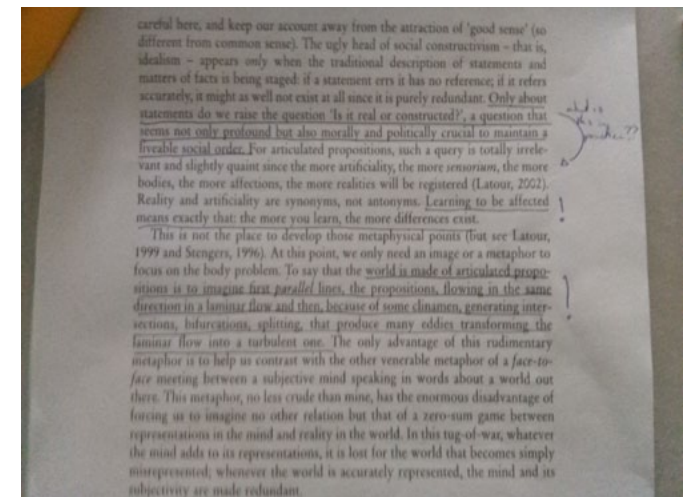 careful here, and keep our account away from the attraction of 'good sense' (so
different from common sense). The ugly head of social constructivism – that is,
idealism – appears only when the traditional description of statements and
matters of facts is being staged: if a statement errs it has no reference; if it refers
accurately, it might as well not exist at all since it is purely redundant. Only about
statements do we raise the question 'Is it real or constructed?', a question that
seems not only profound but also morally and politically crucial to maintain a
liveable social order. For articulated propositions, such a query is totally irrele-
vant and slightly quaint since the more artificiality, the more sensorium, the more
bodies, the more affections, the more realities will be registered (Latour, 2002).
Reality and artificiality are synonyms, not antonyms. Learning to be affected
means exactly that: the more you learn, the more differences exist.
This is not the place to develop those metaphysical points (but see Latour,
1999 and Stengers, 1996). At this point, we only need an image or a metaphor to
focus on the body problem. To say that the world is made of articulated propo-
sitions is to imagine first parallel lines, the propositions, flowing in the same
direction in a laminar flow and then, because of some clinamen, generating inter-
sections, bifurcations, splitting, that produce many eddies transforming the
laminar flow into a turbulent one. The only advantage of this rudimentary
metaphor is to help us contrast with the other venerable metaphor of a face-to-
face meeting between a subjective mind speaking in words about a world out
there. This metaphor, no less crude than mine, has the enormous disadvantage of
forcing us to imagine no other relation but that of a zero-sum game between
representations in the mind and reality in the world. In this tug-of-war, whatever
the mind adds to its representations, it is lost for the world that becomes simply
misrepresented; whenever the world is accurately represented, the mind and its
subjectivity are made redundant.